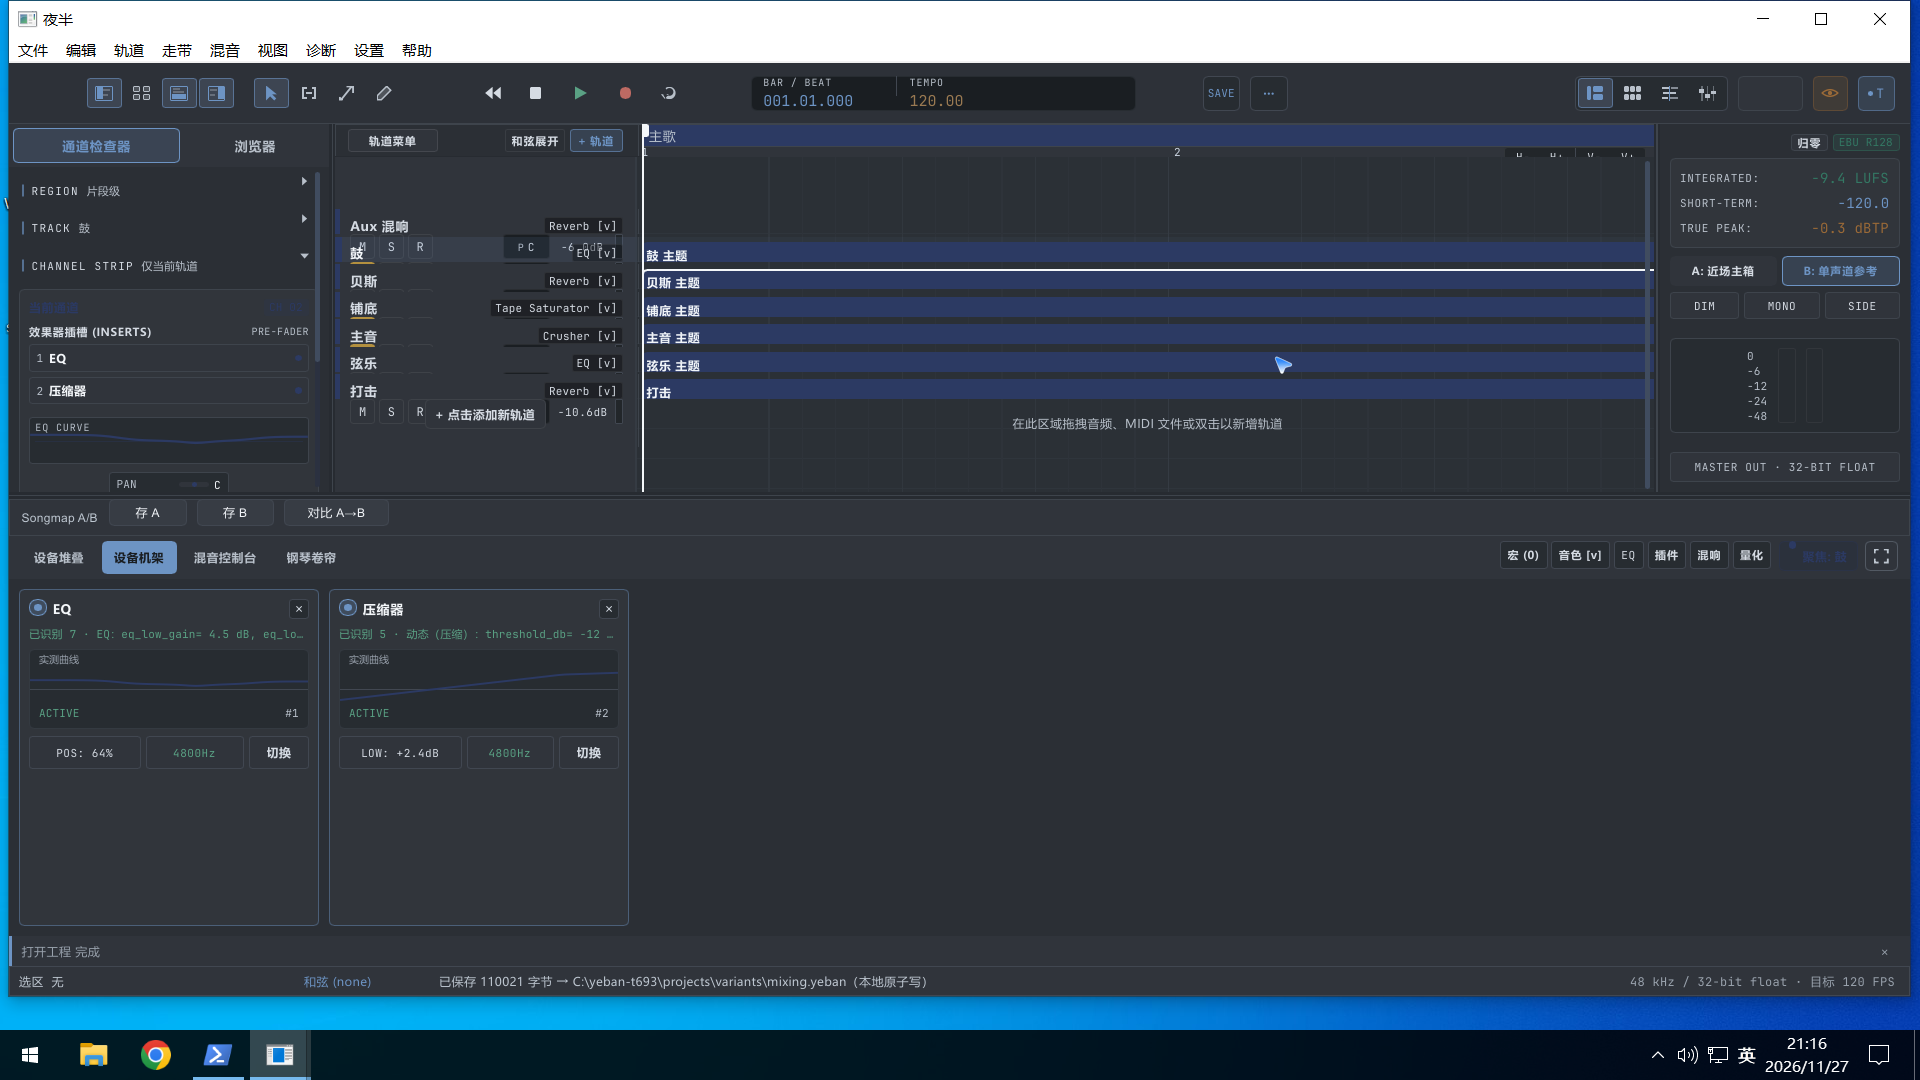 夜半
文件 编辑 轨道 走带 混音 视图 诊断 设置 帮助
BAR / BEAT
001.01.000
TEMPO
120.00
SAVE
...
T
通道检查器
浏览器
REGION 片段级
TRACK 鼓
CHANNEL STRIP 仅当前轨道
效果器插槽 (INSERTS)
PRE-FADER
1 EQ
2 压缩器
EQ CURVE
PAN
C
轨道菜单
和弦展开
+ 轨道
Aux 混响
Reverb [v]
M S R
P C
鼓
EQ [v]
贝斯
Reverb [v]
铺底
Tape Saturator [v]
主音
Crusher [v]
弦乐
EQ [v]
打击
Reverb [v]
M S R
+ 点击添加新轨道
-10.6dB
主歌
1
2
鼓 主题
贝斯 主题
铺底 主题
主音 主题
弦乐 主题
打击
在此区域拖拽音频、MIDI 文件或双击以新增轨道
归零
EBU R128
INTEGRATED: -9.4 LUFS
SHORT-TERM: -120.0
TRUE PEAK: -0.3 dBTP
A: 近场主箱
B: 单声道参考
DIM
MONO
SIDE
0
-6
-12
-24
-48
MASTER OUT · 32-BIT FLOAT
Songmap A/B
存 A
存 B
对比 A→B
设备堆叠
设备机架
混音控制台
钢琴卷帘
宏 (0)
音色 [v]
EQ
插件
混响
量化
EQ
×
已识别 7 · EQ: eq_low_gain= 4.5 dB, eq_lo…
实测曲线
ACTIVE
#1
POS: 64%
4800Hz
切换
压缩器
×
已识别 5 · 动态（压缩）: threshold_db= -12 …
实测曲线
ACTIVE
#2
LOW: +2.4dB
4800Hz
切换
打开工程 完成
×
选区 无
和弦 (none)
已保存 110021 字节 → C:\yeban-t693\projects\variants\mixing.yeban（本地原子写）
48 kHz / 32-bit float · 目标 120 FPS
英
21:16
2026/11/27